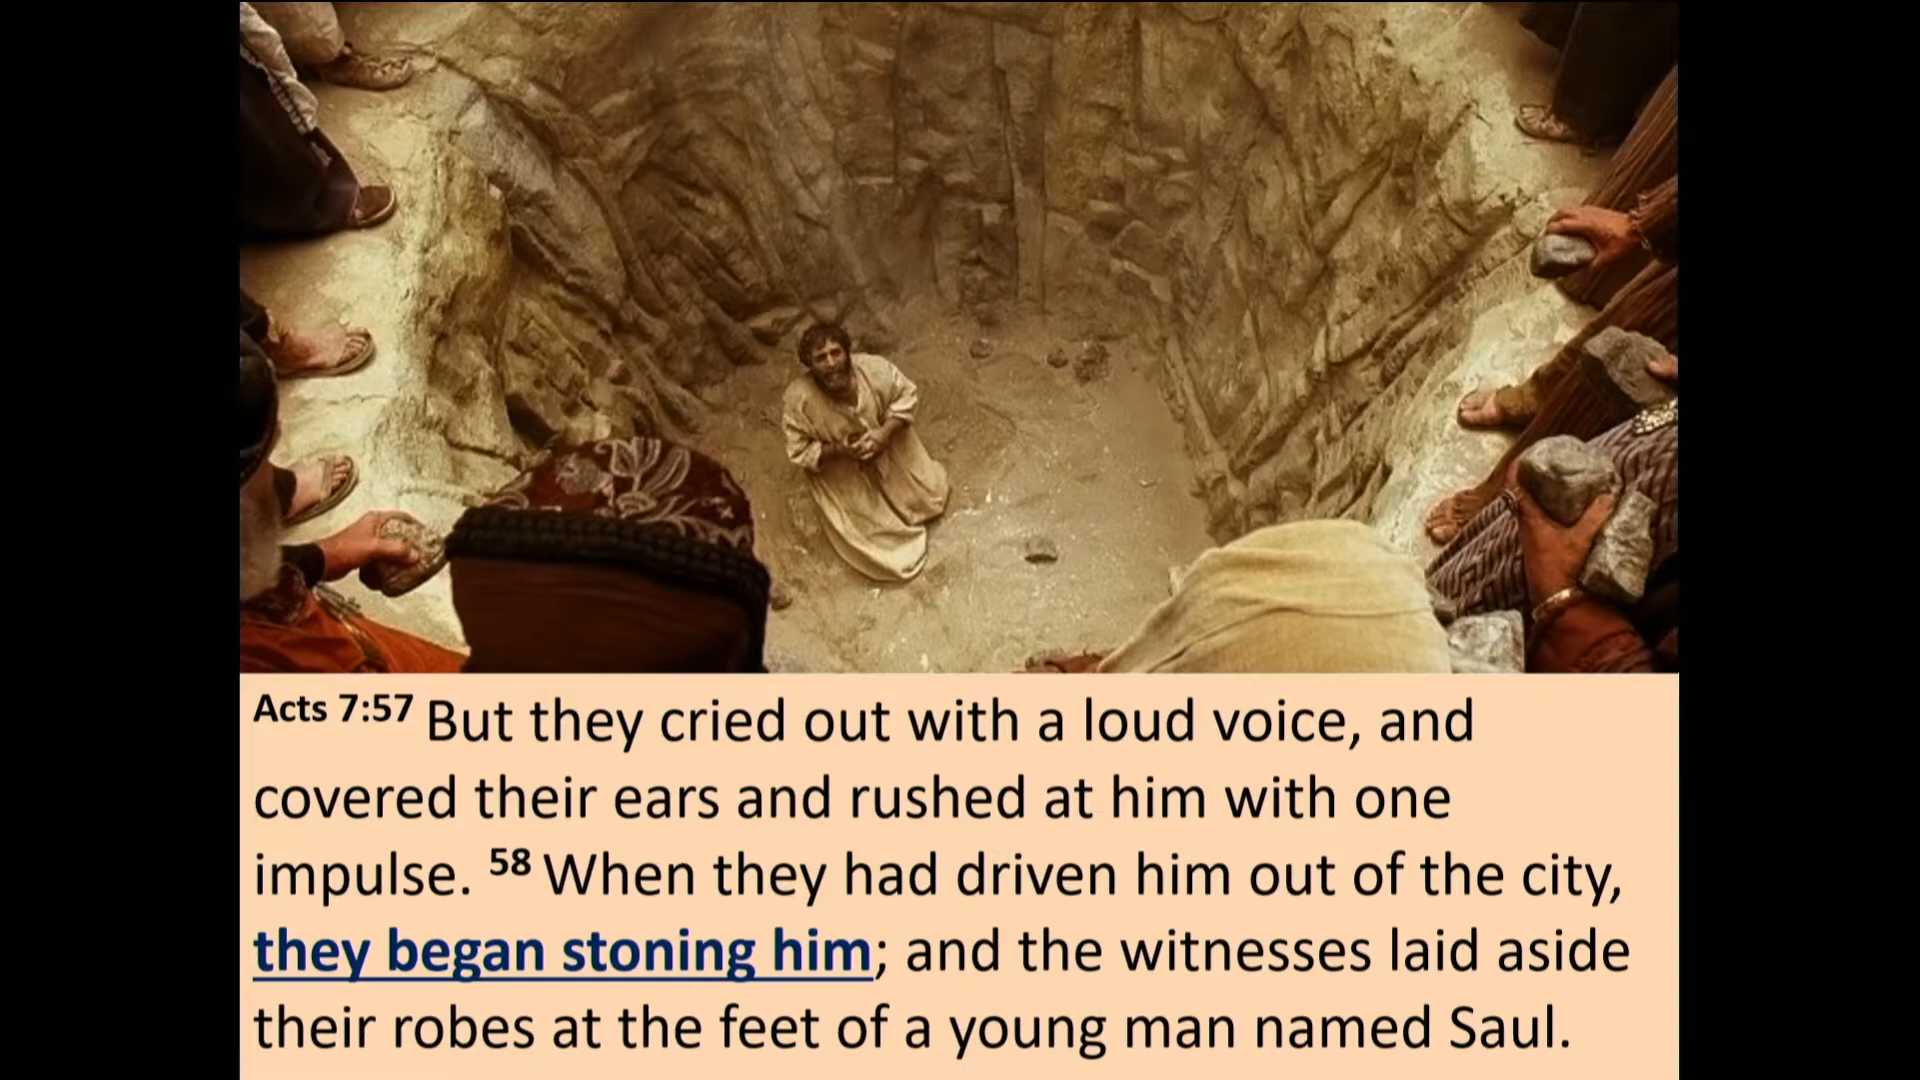 Acts 7:57 But they cried out with a loud voice, and
covered their ears and rushed at him with one
impulse. 58 When they had driven him out of the city,
they began stoning him; and the witnesses laid aside
their robes at the feet of a young man named Saul.